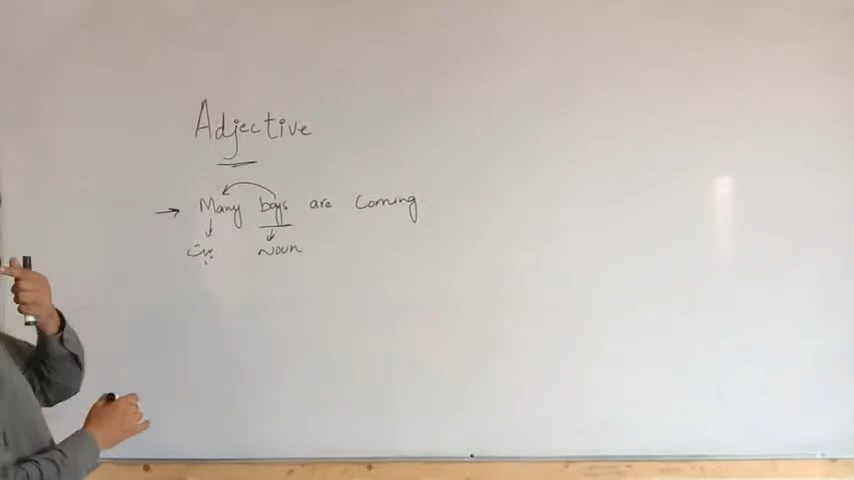 Adjective
→ Many boys are coming
Noun